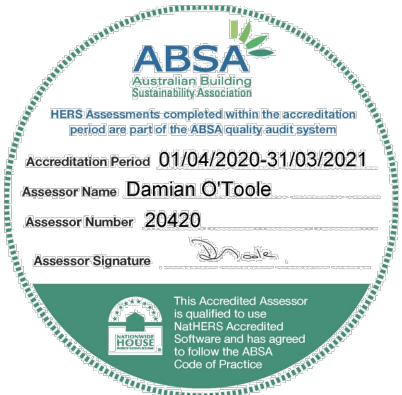 ABSA
Australian Building
Sustainability Association
HERS Assessments completed within the accreditation
period are part of the ABSA quality audit system
Accreditation Period 01/04/2020-31/03/2021
Assessor Name Damian O'Toole
Assessor Number 20420
Assessor Signature
This Accredited Assessor
is qualified to use
NatHERS Accredited
Software and has agreed
to follow the ABSA
Code of Practice
NATIONWIDE
HOUSE